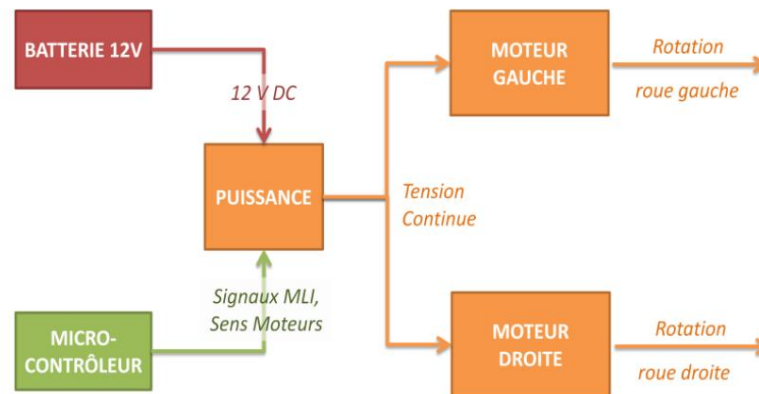 BATTERIE 12V
12 V DC
PUISSANCE
Signaux MLI,
Sens Moteurs
MICRO-
CONTRÔLEUR
Tension
Continue
MOTEUR
GAUCHE
Rotation
roue gauche
MOTEUR
DROITE
Rotation
roue droite